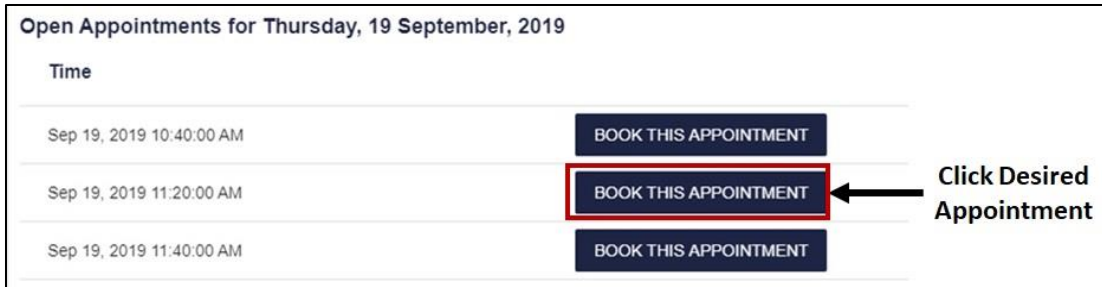 Open Appointments for Thursday, 19 September, 2019
Time
Sep 19, 2019 10:40:00 AM BOOK THIS APPOINTMENT
Sep 19, 2019 11:20:00 AM BOOK THIS APPOINTMENT
Click Desired
Appointment
Sep 19, 2019 11:40:00 AM BOOK THIS APPOINTMENT